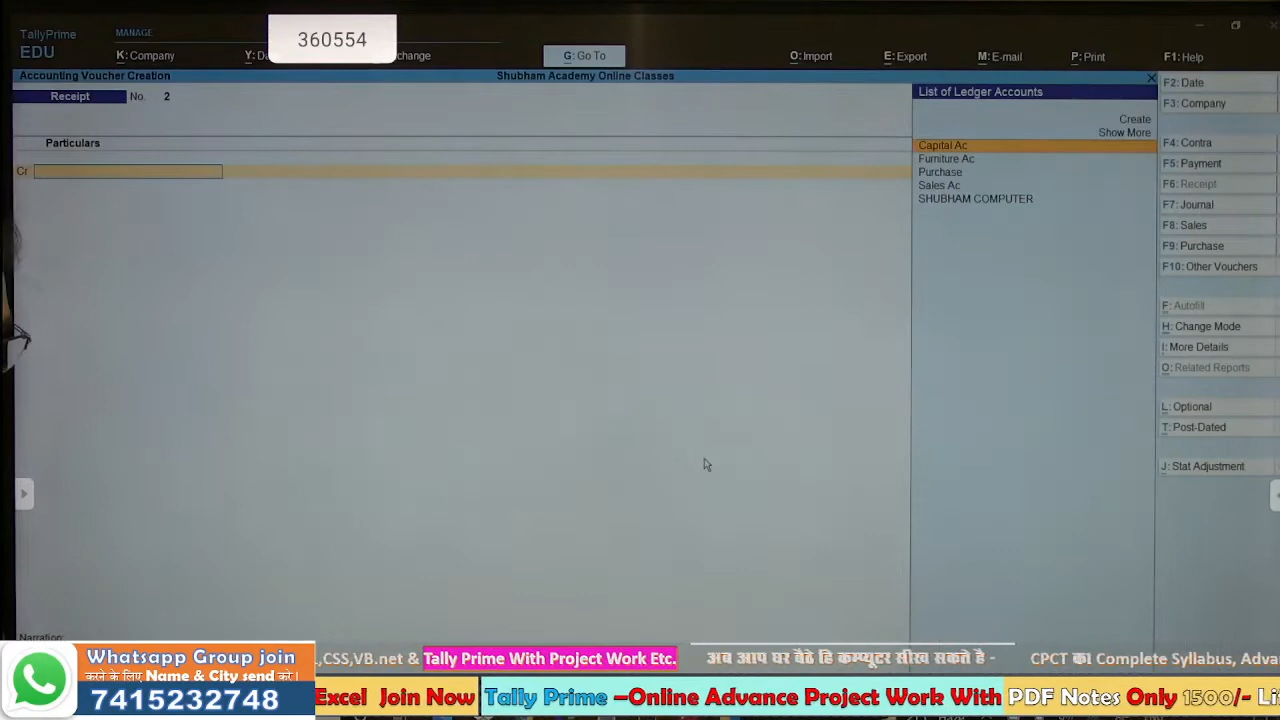 TallyPrime
EDU
MANAGE
360554
K: Company
change
G: Go To
O: Import
E: Export
M: E-mail
P: Print
F1: Help
Accounting Voucher Creation
Shubham Academy Online Classes
Receipt No. 2
Particulars
Cr
List of Ledger Accounts
Create
Show More
Capital Ac
Furniture Ac
Purchase
Sales Ac
SHUBHAM COMPUTER
F2: Date
F3: Company
F4: Contra
F5: Payment
F6: Receipt
F7: Journal
F8: Sales
F9: Purchase
F10: Other Vouchers
F: Autofill
H: Change Mode
I: More Details
O: Related Reports
L: Optional
T: Post-Dated
J: Stat Adjustment
Narration:
Whatsapp Group join
करने के लिए Name & City send करे।
7415232748
,CSS,VB.net & Tally Prime With Project Work Etc.
अब आप घर बैठे हि कम्प्यूटर सीख सकते है -
CPCT का Complete Syllabus, Adva
Excel Join Now
Tally Prime –Online Advance Project Work With PDF Notes Only 1500/- Li